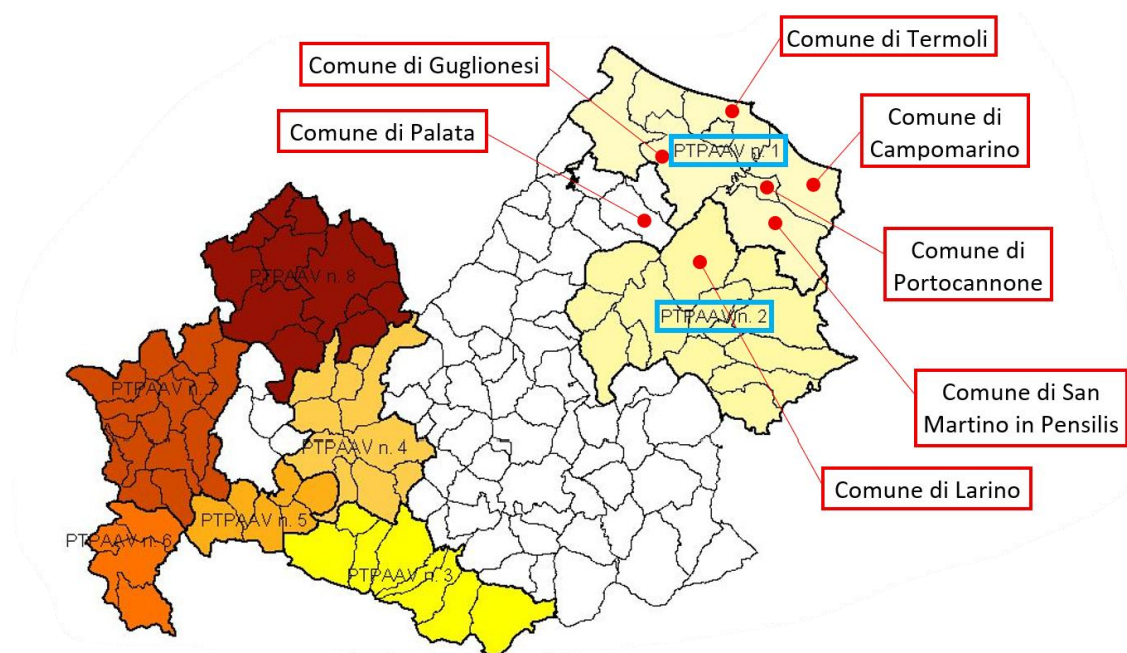 Comune di Termoli
Comune di Guglionesi
Comune di
Campomarino
Comune di Palata
PTPAAV n. 1
Comune di
Portocannone
PTPAAV n. 8
PTPAAV n. 2
PTPAAV n. 7
Comune di San
Martino in Pensilis
PTPAAV n. 4
Comune di Larino
PTPAAV n. 5
PTPAAV n. 6
PTPAAV n. 3